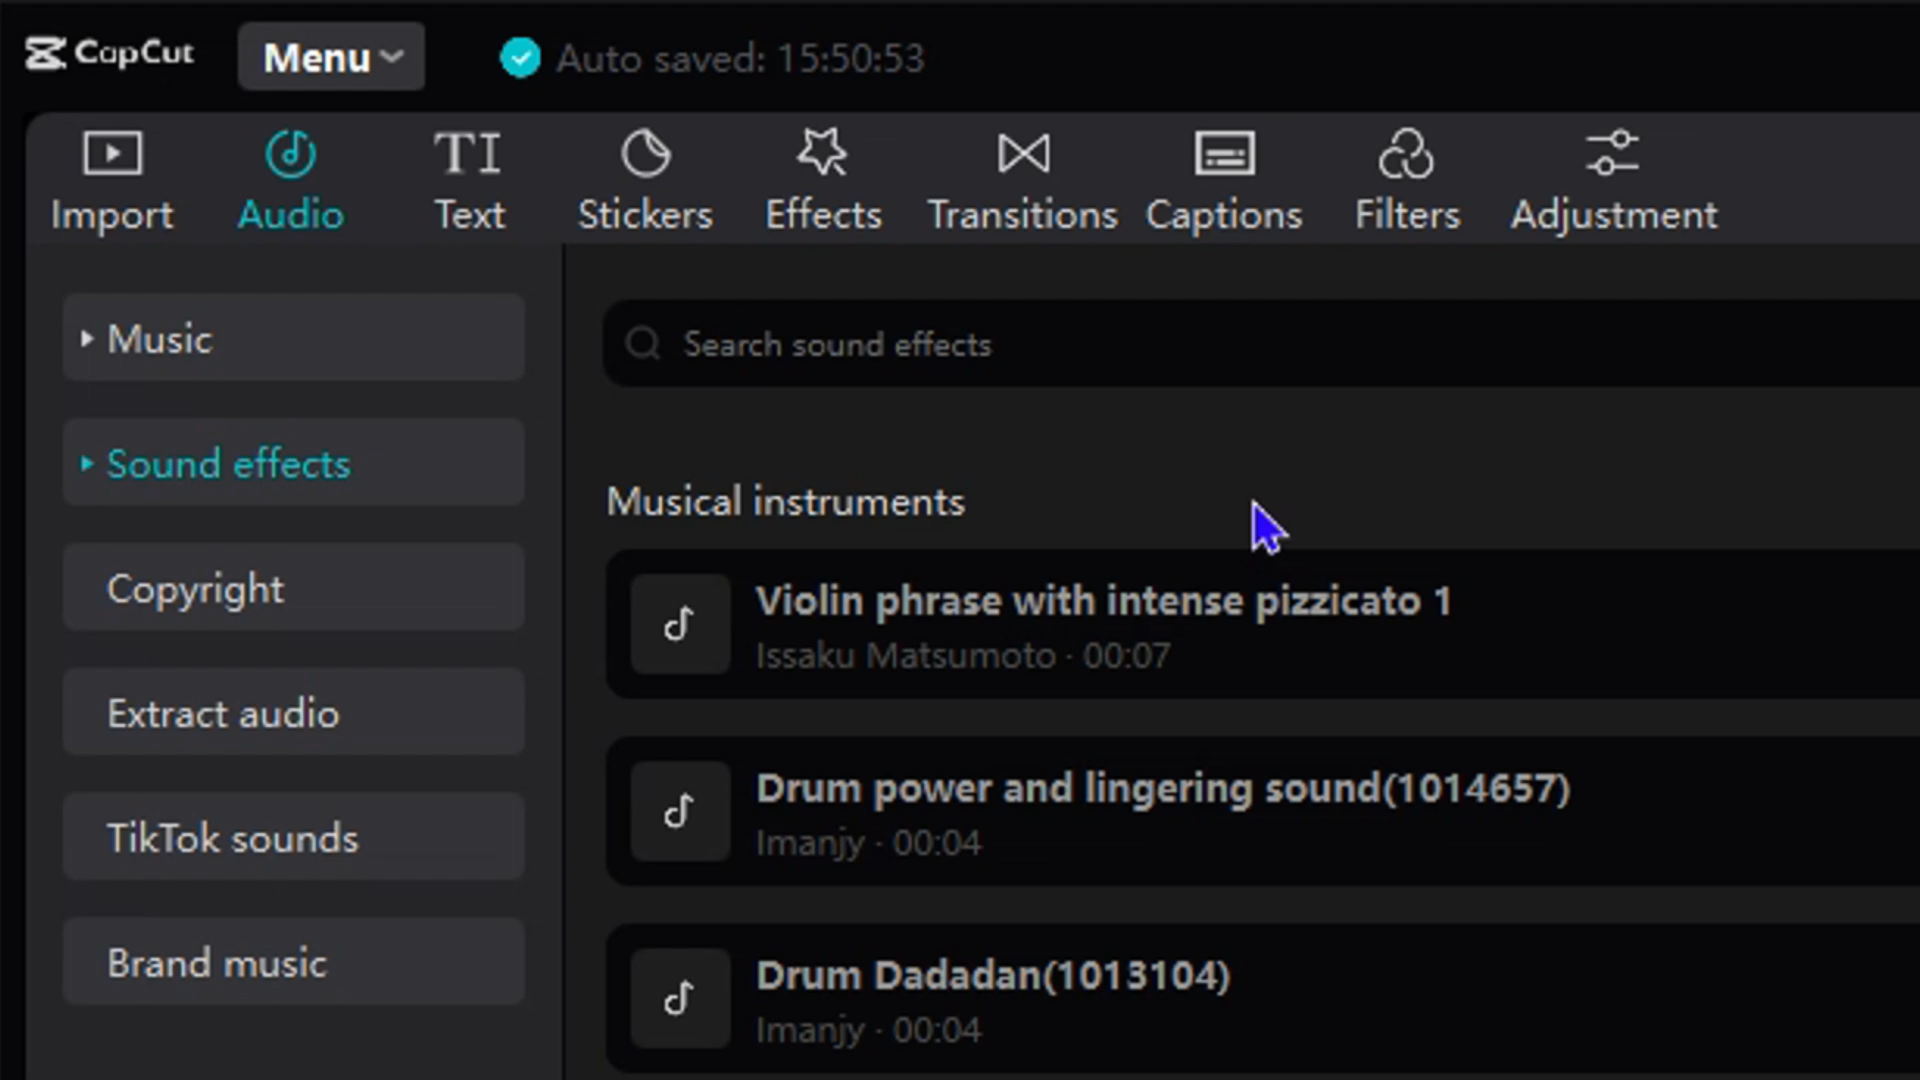 CapCut
Menu
Auto saved: 15:50:53
Import
Audio
Text
Stickers
Effects
Transitions
Captions
Filters
Adjustment
Music
Sound effects
Copyright
Extract audio
TikTok sounds
Brand music
Search sound effects
Musical instruments
Violin phrase with intense pizzicato 1
Issaku Matsumoto · 00:07
Drum power and lingering sound(1014657)
Imanjy · 00:04
Drum Dadadan(1013104)
Imanjy · 00:04